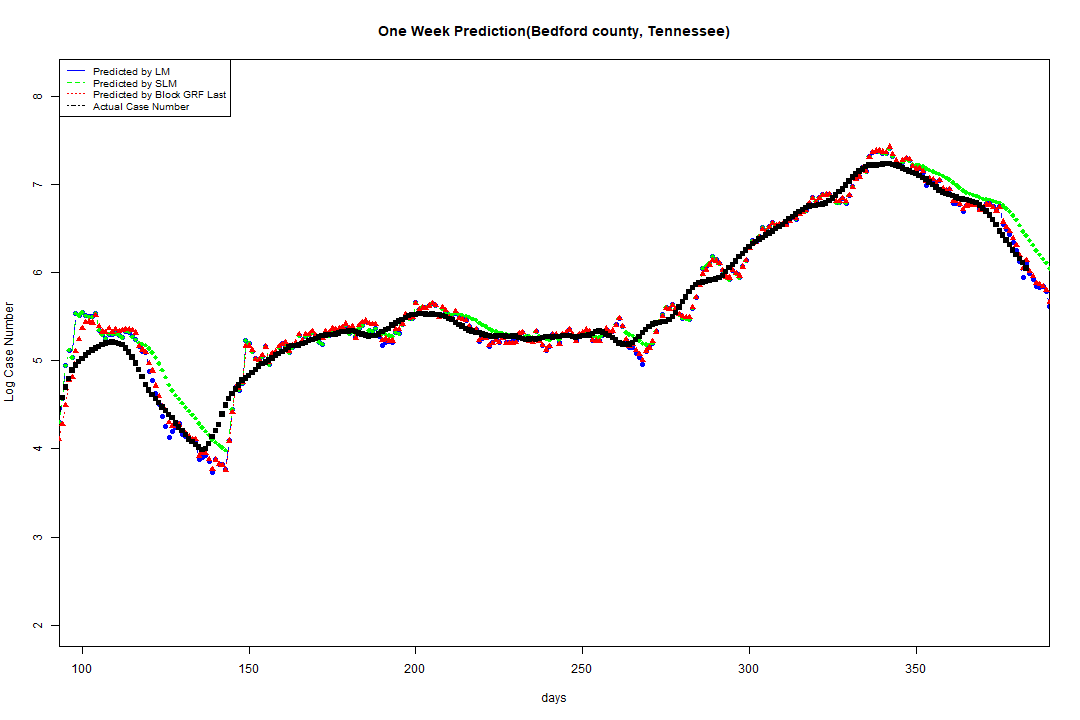 One Week Prediction(Bedford county, Tennessee)
Predicted by LM
Predicted by SLM
Predicted by Block GRF Last
Actual Case Number
8
7
6
5
4
3
2
Log Case Number
100 150 200 250 300 350
days